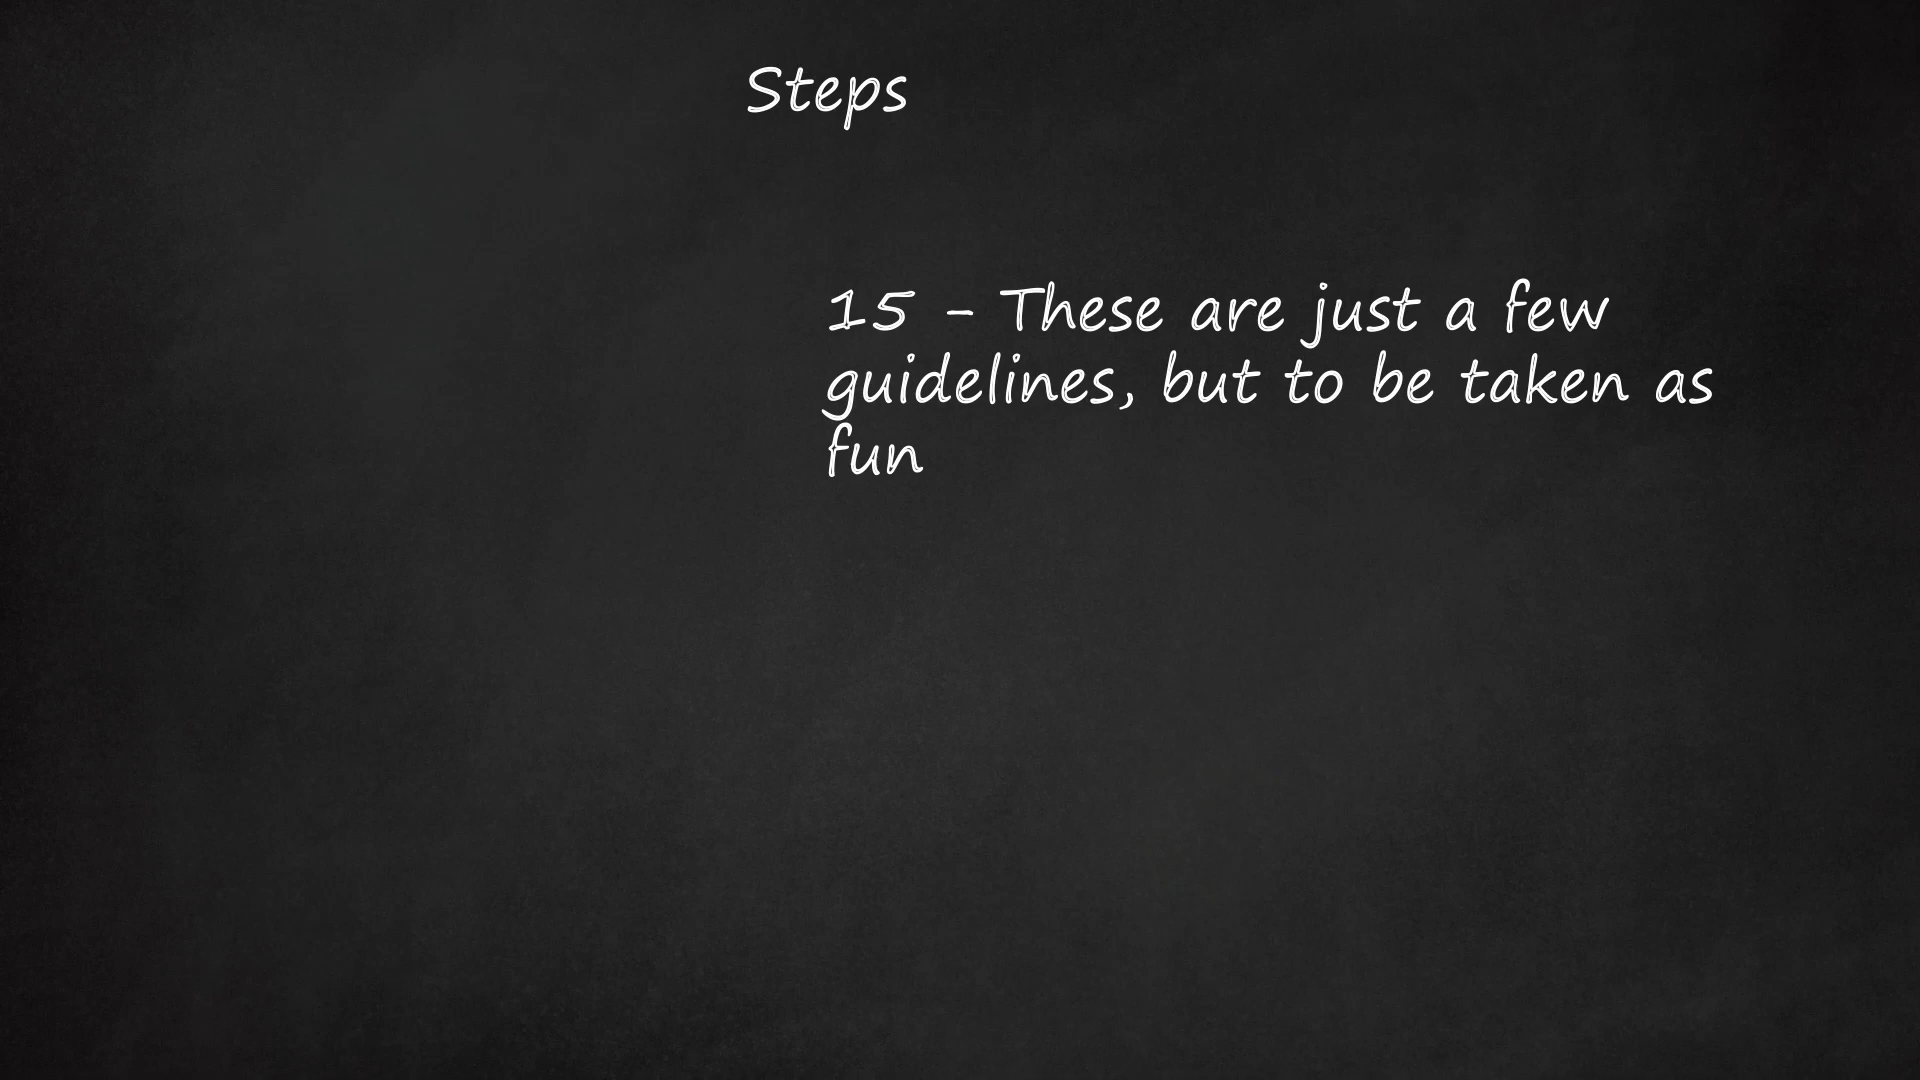 Steps
15 - These are just a few
guidelines, but to be taken as
fun